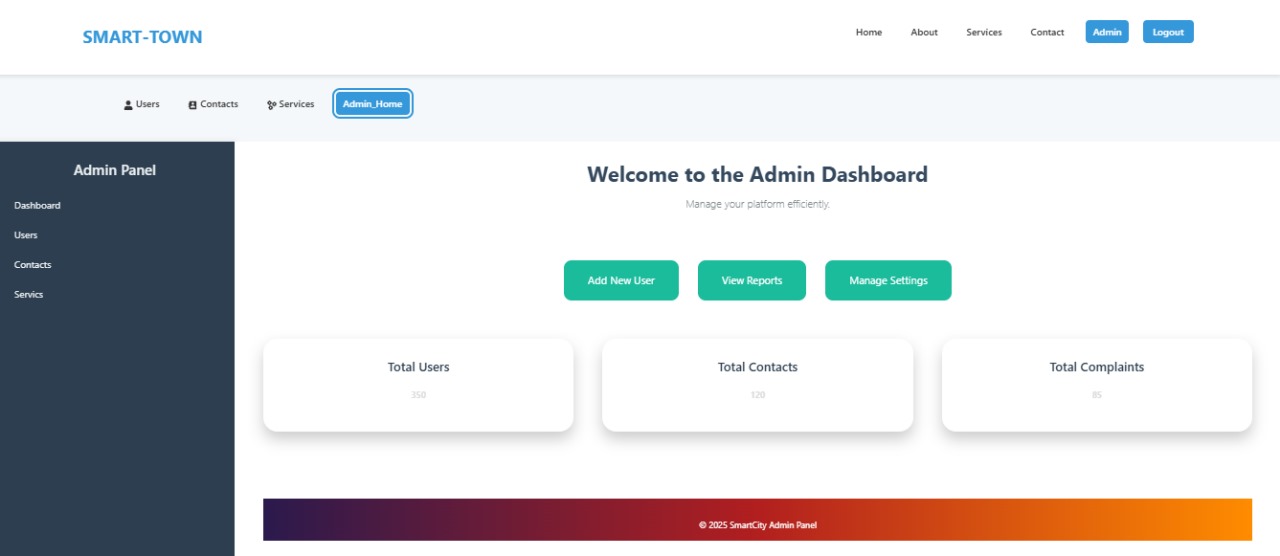 SMART-TOWN
Home About Services Contact Admin Logout
Users Contacts Services Admin_Home
Admin Panel
Dashboard
Users
Contacts
Servics
Welcome to the Admin Dashboard
Manage your platform efficiently.
Add New User View Reports Manage Settings
Total Users Total Contacts Total Complaints
350 120 85
© 2025 SmartCity Admin Panel